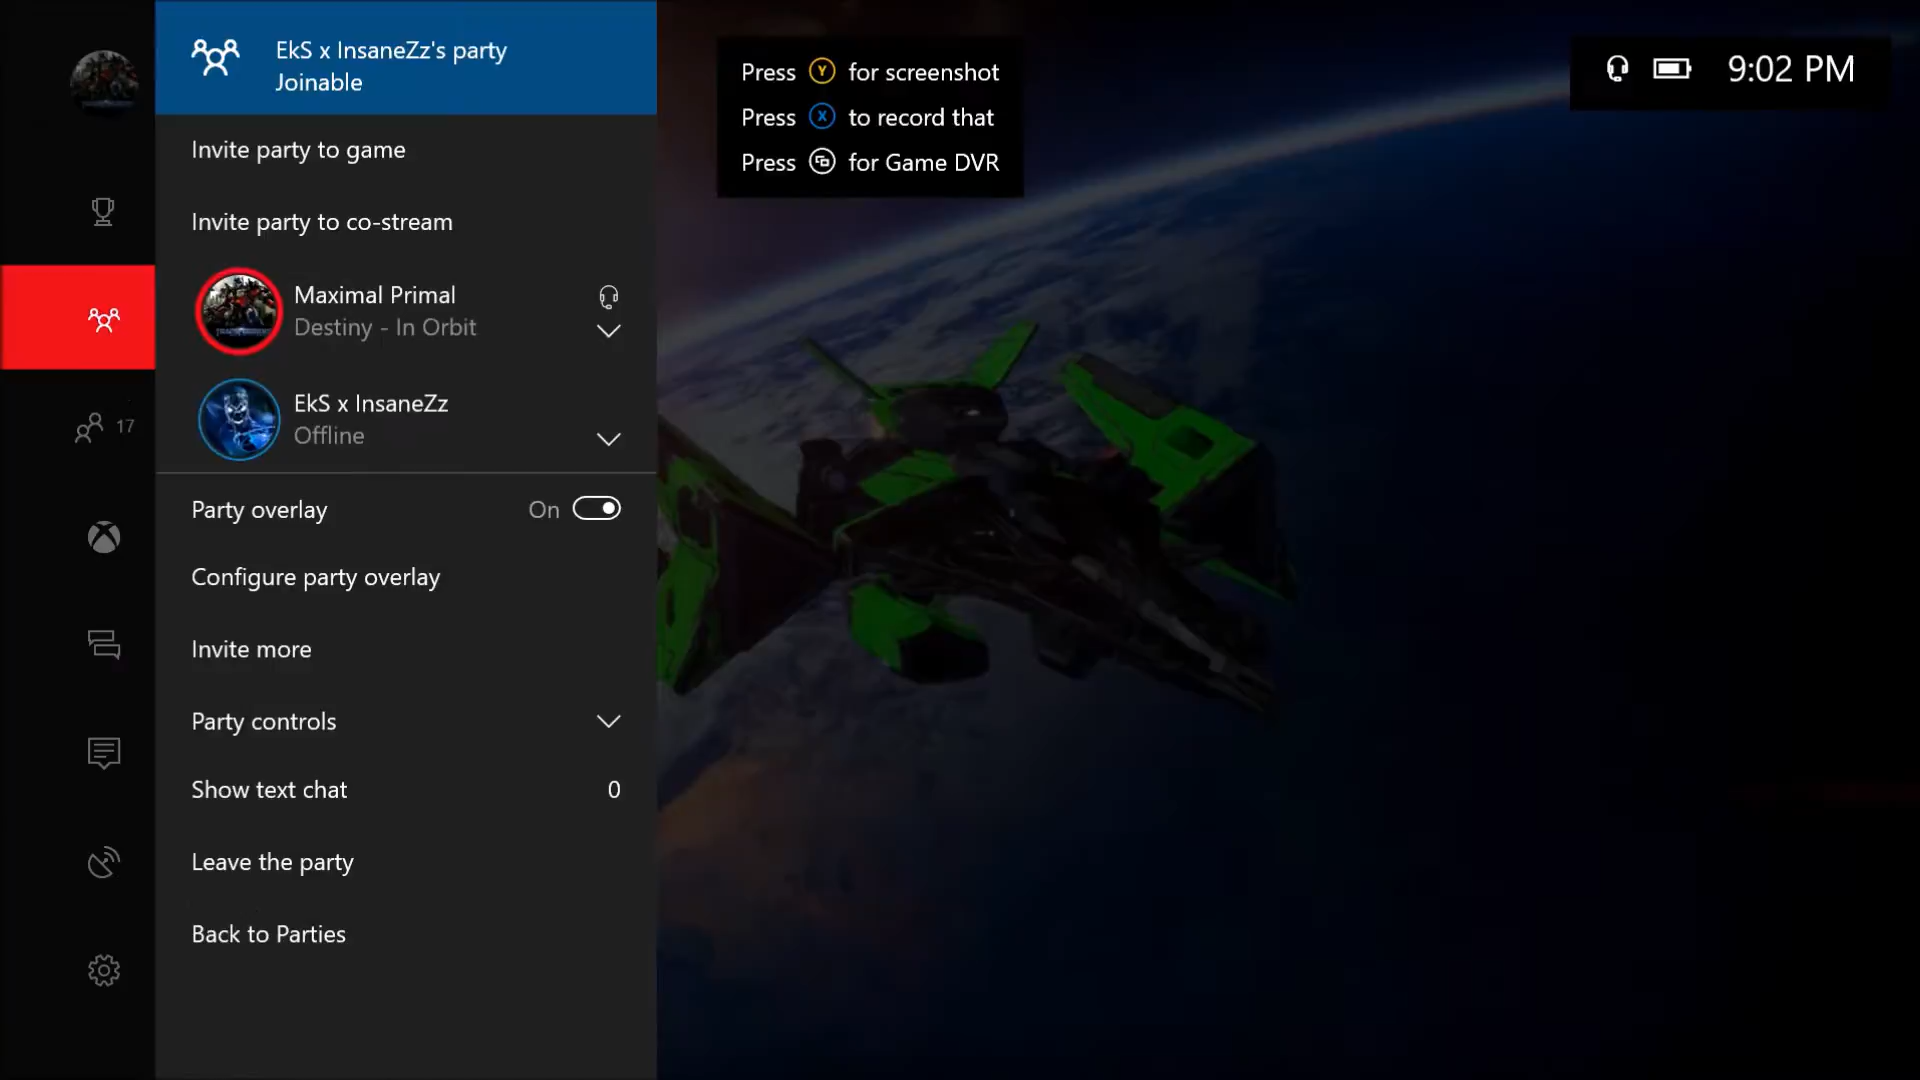 EkS x InsaneZz's party
Joinable
Invite party to game
Invite party to co-stream
Maximal Primal
Destiny - In Orbit
EkS x InsaneZz
Offline
Party overlay On
Configure party overlay
Invite more
Party controls
Show text chat 0
Leave the party
Back to Parties
17
Press Y for screenshot
Press X to record that
Press for Game DVR
9:02 PM